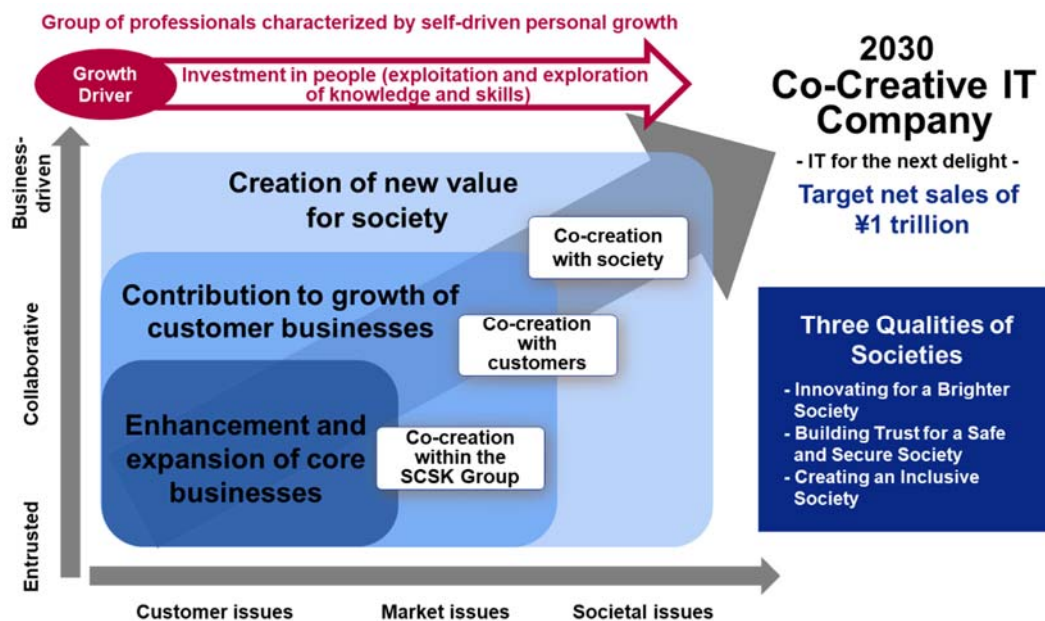 Group of professionals characterized by self-driven personal growth
Growth
Driver
Investment in people (exploitation and exploration
of knowledge and skills)
2030
Co-Creative IT
Company
- IT for the next delight -
Target net sales of
¥1 trillion
Business-
driven
Collaborative
Entrusted
Creation of new value
for society
Co-creation
with society
Contribution to growth of
customer businesses
Co-creation
with
customers
Enhancement and
expansion of core
businesses
Co-creation
within the
SCSK Group
Three Qualities of
Societies
- Innovating for a Brighter
Society
- Building Trust for a Safe
and Secure Society
- Creating an Inclusive
Society
Customer issues
Market issues
Societal issues